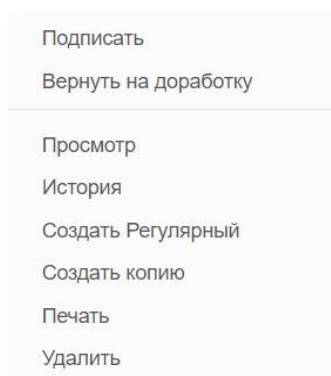 Подписать
Вернуть на доработку
Просмотр
История
Создать Регулярный
Создать копию
Печать
Удалить